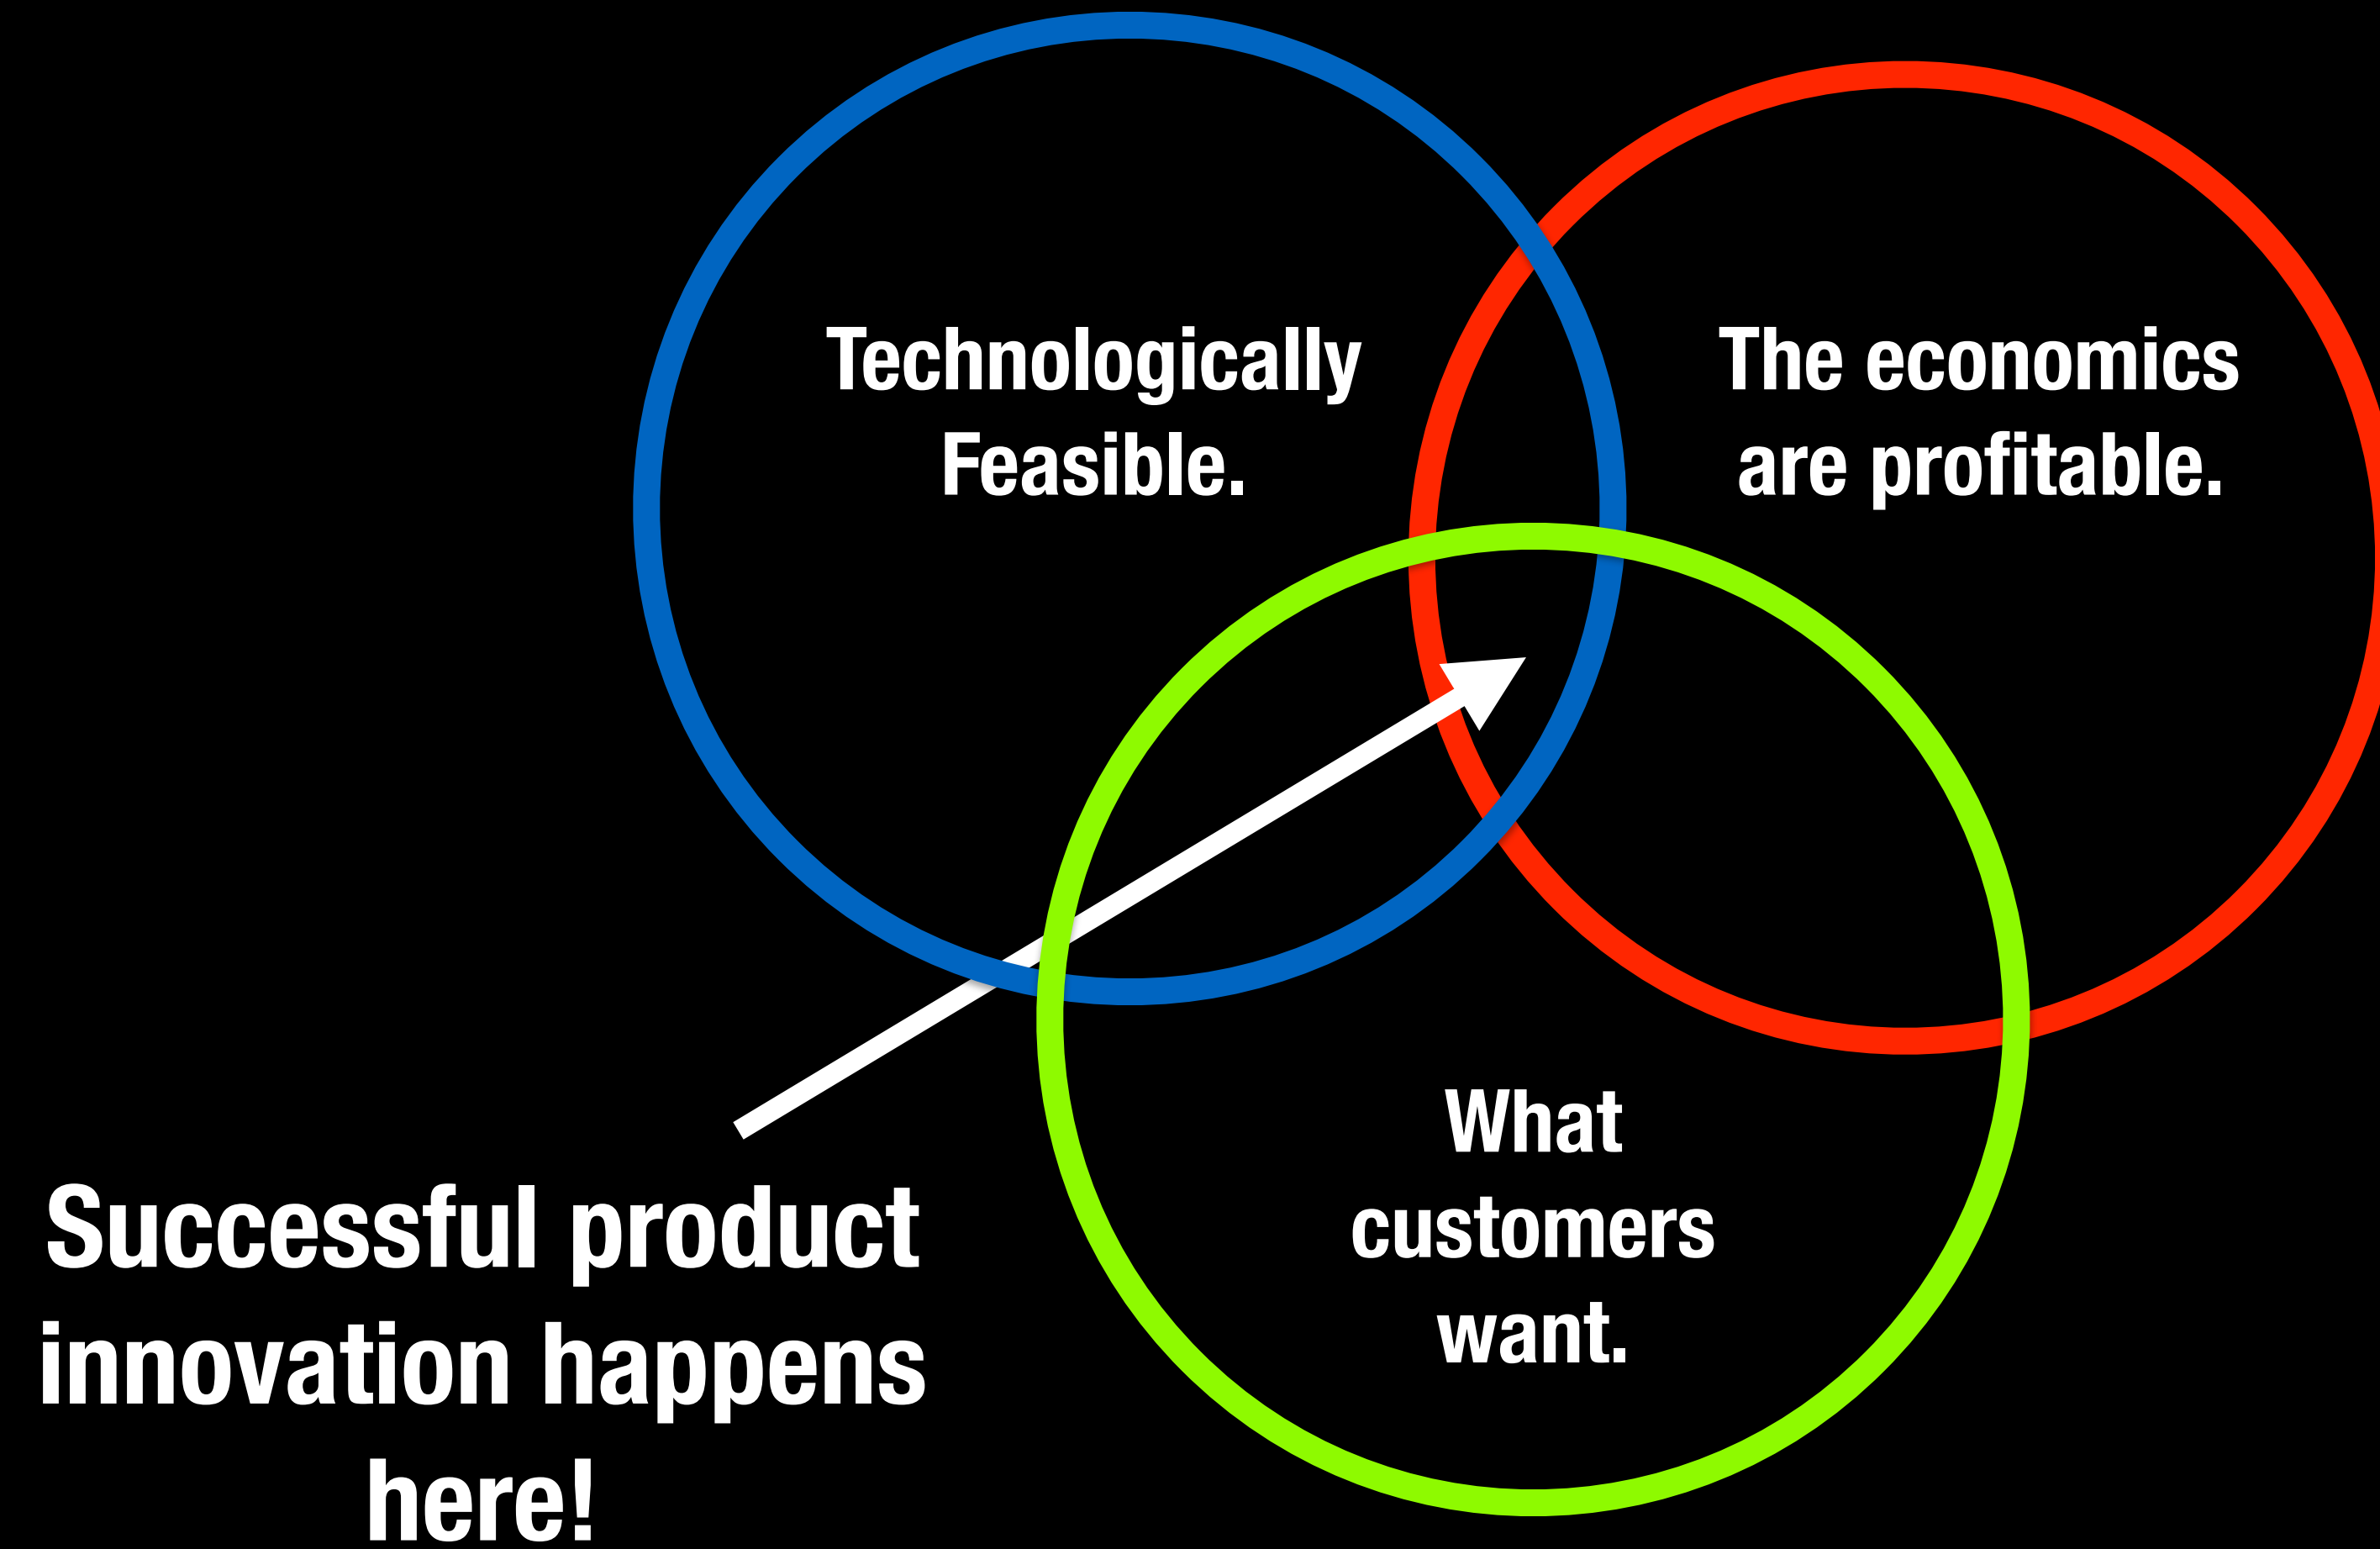 Technologically
Feasible.
The economics
are profitable.
What
customers
want.
Successful product
innovation happens
here!